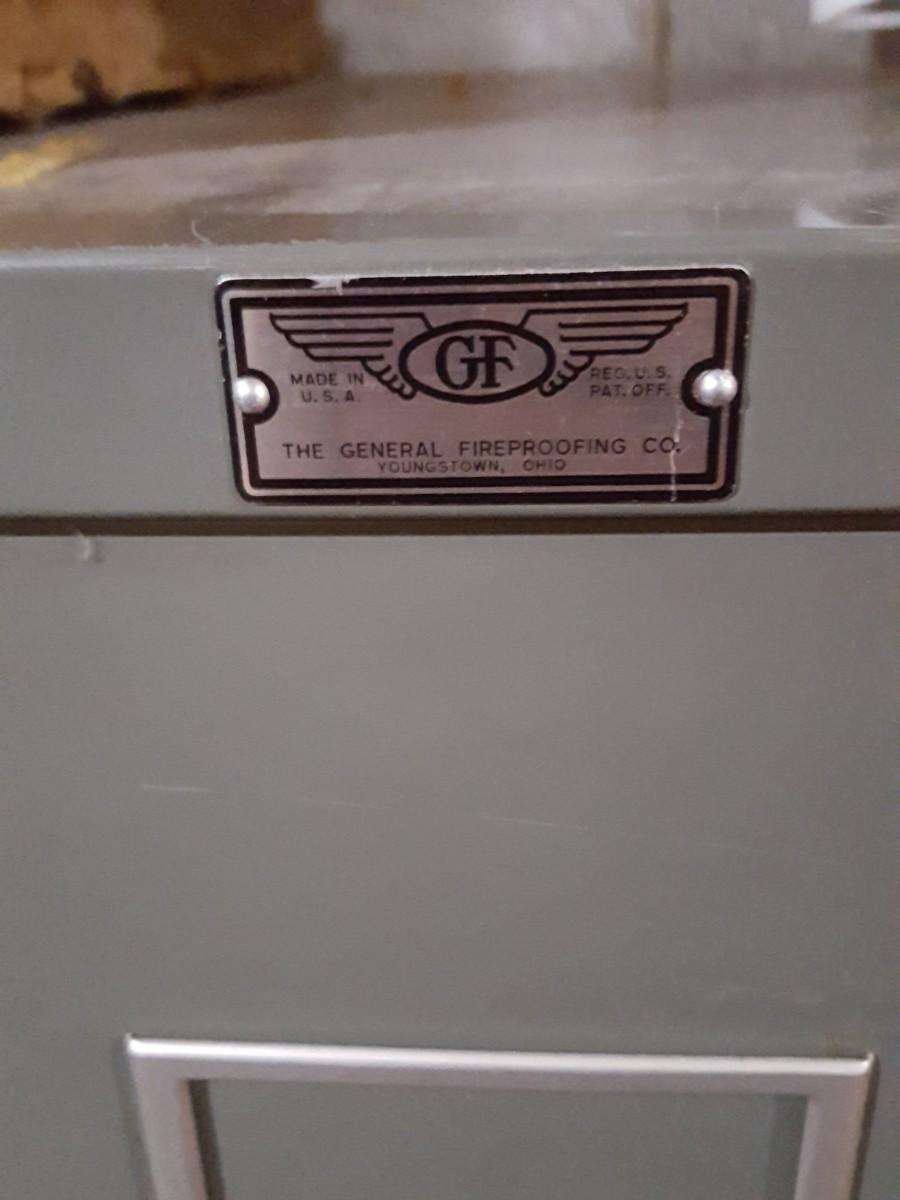 GF
MADE IN
U. S. A.
REG. U. S.
PAT. OFF.
THE GENERAL FIREPROOFING CO.
YOUNGSTOWN, OHIO